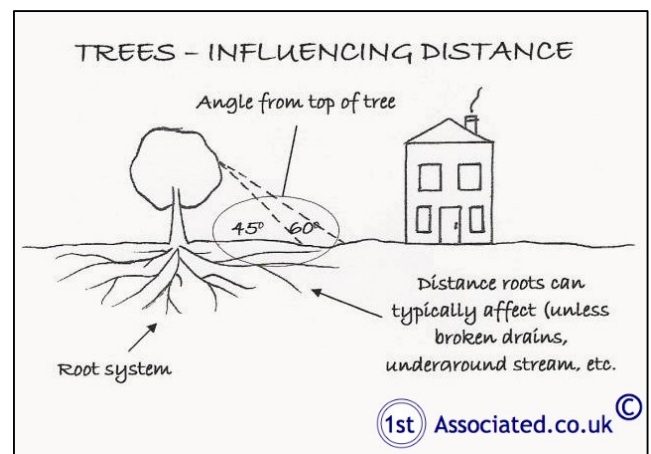 TREES – INFLUENCING DISTANCE
Angle from top of tree
45° 60°
Distance roots can
typically affect (unless
broken drains,
underground stream, etc.
Root system
1st Associated.co.uk ©